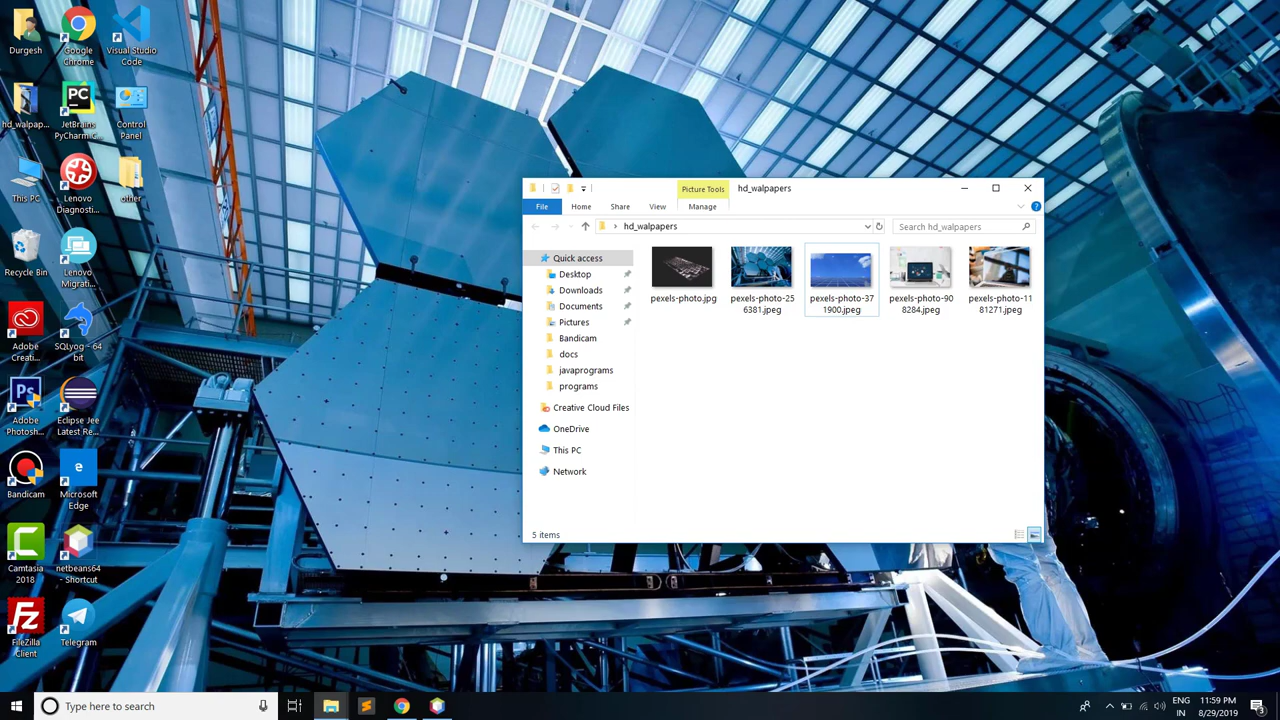 Durgesh
Google
Chrome
Visual Studio
Code
hd_walpap...
PC
JetBrains
PyCharm C...
Control
Panel
This PC
Lenovo
Diagnosti...
other
Recycle Bin
Lenovo
Migrati...
Adobe
Creati...
SQLyog - 64
bit
Ps
Adobe
Photosh...
Eclipse Jee
Latest Re...
Bandicam
e
Microsoft
Edge
C
Camtasia
2018
netbeans64
- Shortcut
Fz
FileZilla
Client
Telegram
Picture Tools
hd_walpapers
File
Home
Share
View
Manage
?
hd_walpapers
Search hd_walpapers
Quick access
Desktop
Downloads
Documents
Pictures
Bandicam
docs
javaprograms
programs
Creative Cloud Files
OneDrive
This PC
Network
pexels-photo.jpg
pexels-photo-25
6381.jpeg
pexels-photo-37
1900.jpeg
pexels-photo-90
8284.jpeg
pexels-photo-11
81271.jpeg
5 items
Type here to search
ENG
IN
11:59 PM
8/29/2019
3